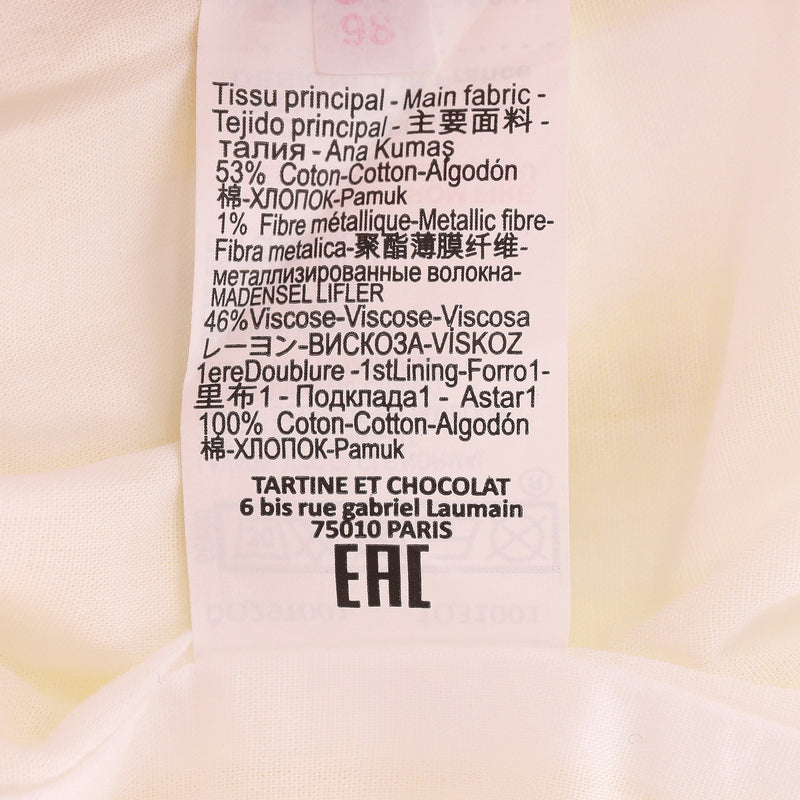 98
Tissu principal - Main fabric -
Tejido principal - 主要面料 -
талия - Ana Kumaş
53% Coton-Cotton-Algodón
棉-ХЛОПОК-Pamuk
1% Fibre métallique-Metallic fibre-
Fibra metalica-聚酯薄膜纤维-
металлизированные волокна-
MADENSEL LIFLER
46%Viscose-Viscose-Viscosa
レーヨン-ВИСКОЗА-VİSKOZ
1ereDoublure -1stLining-Forro1-
里布1 - Подклада1 - Astar1
100% Coton-Cotton-Algodón
棉-ХЛОПОК-Pamuk
TARTINE ET CHOCOLAT
6 bis rue gabriel Laumain
75010 PARIS
EAC